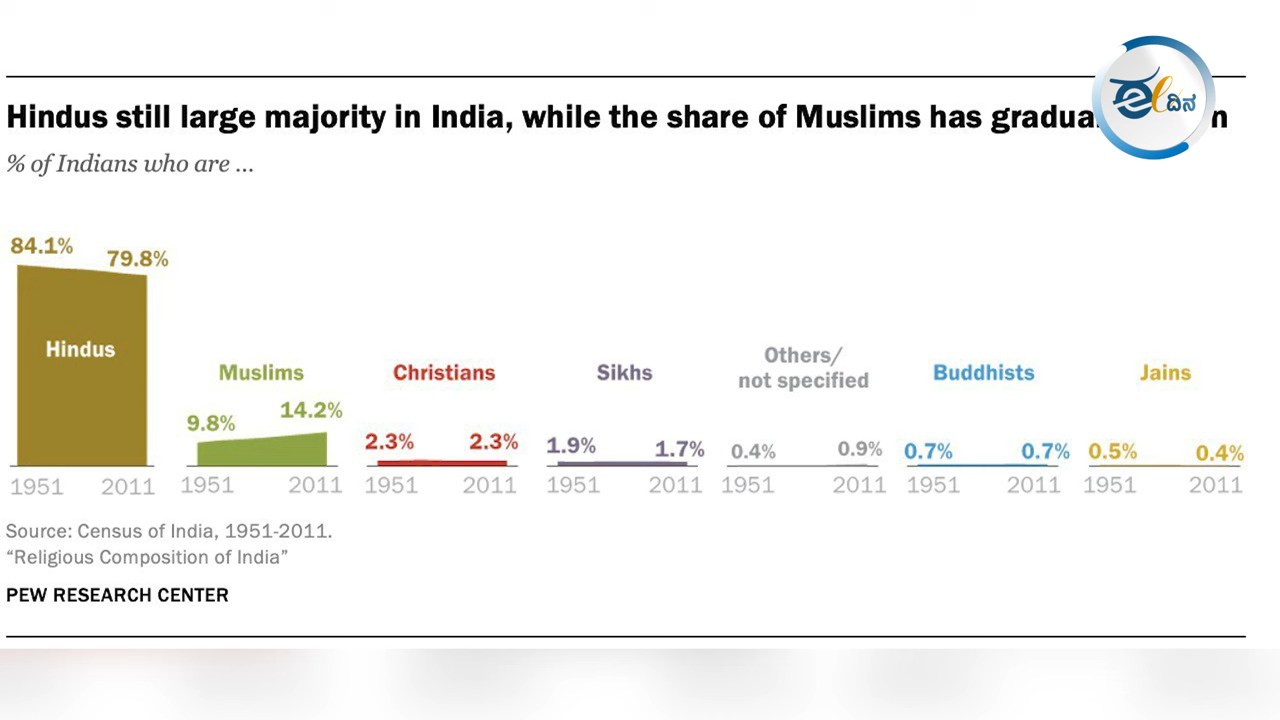 Hindus still large majority in India, while the share of Muslims has
% of Indians who are ...
ela ದಿನ
84.1% 79.8%
Hindus
1951 2011
Muslims
9.8% 14.2%
1951 2011
Christians
2.3% 2.3%
1951 2011
Sikhs
1.9% 1.7%
1951 2011
Others/
not specified
0.4% 0.9%
1951 2011
Buddhists
0.7% 0.7%
1951 2011
Jains
0.5% 0.4%
1951 2011
Source: Census of India, 1951-2011.
“Religious Composition of India”
PEW RESEARCH CENTER